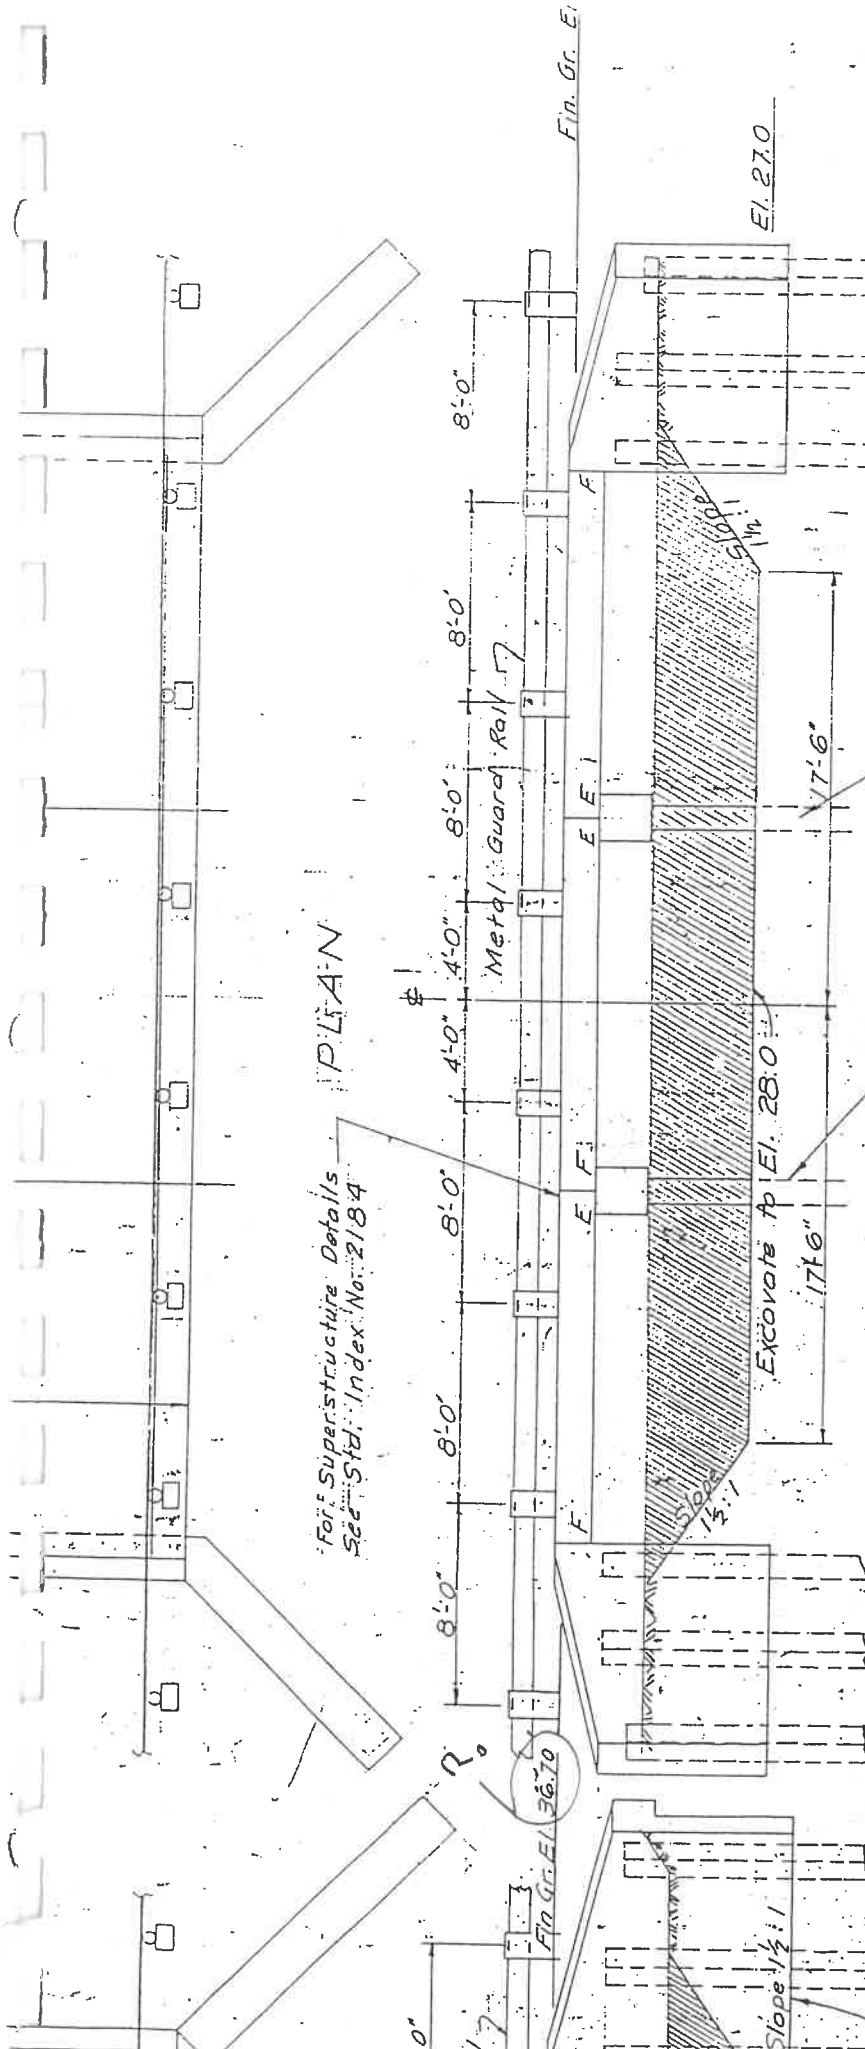 PLAN
For Superstructure Details
See Std. Index No. 2184
℄
8'-0"
8'-0"
8'-0"
4'-0"
4'-0"
8'-0"
8'-0'
8'-0'
8'-0"
Metal Guard Rail
Fin. Gr. El. 36.70
Fin. Gr. El
F
E
F
E
E
F
Slope
1½:1
Slope
1½:1
Excavate to El. 28.0
17'-6"
17'-6"
El. 27.0
0"
Slope 1½:1